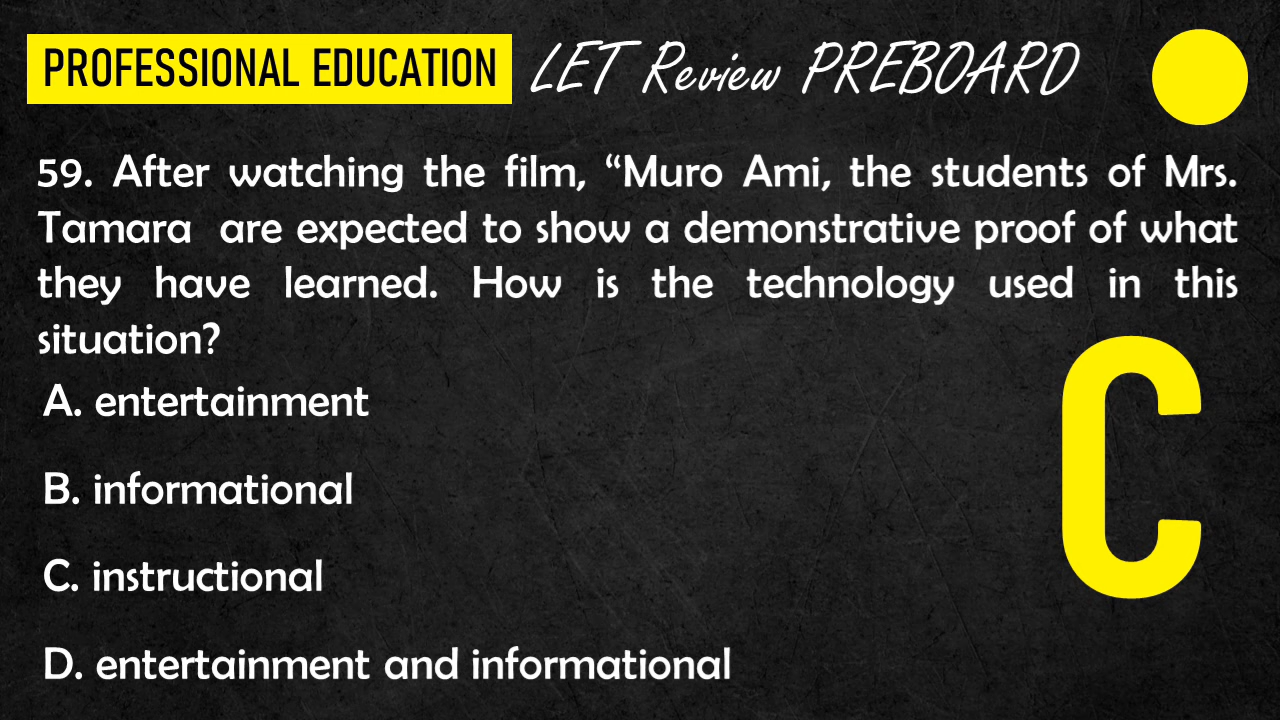 PROFESSIONAL EDUCATION LET Review PREBOARD
59. After watching the film, “Muro Ami, the students of Mrs.
Tamara are expected to show a demonstrative proof of what
they have learned. How is the technology used in this
situation?
A. entertainment
B. informational
C. instructional
D. entertainment and informational
C